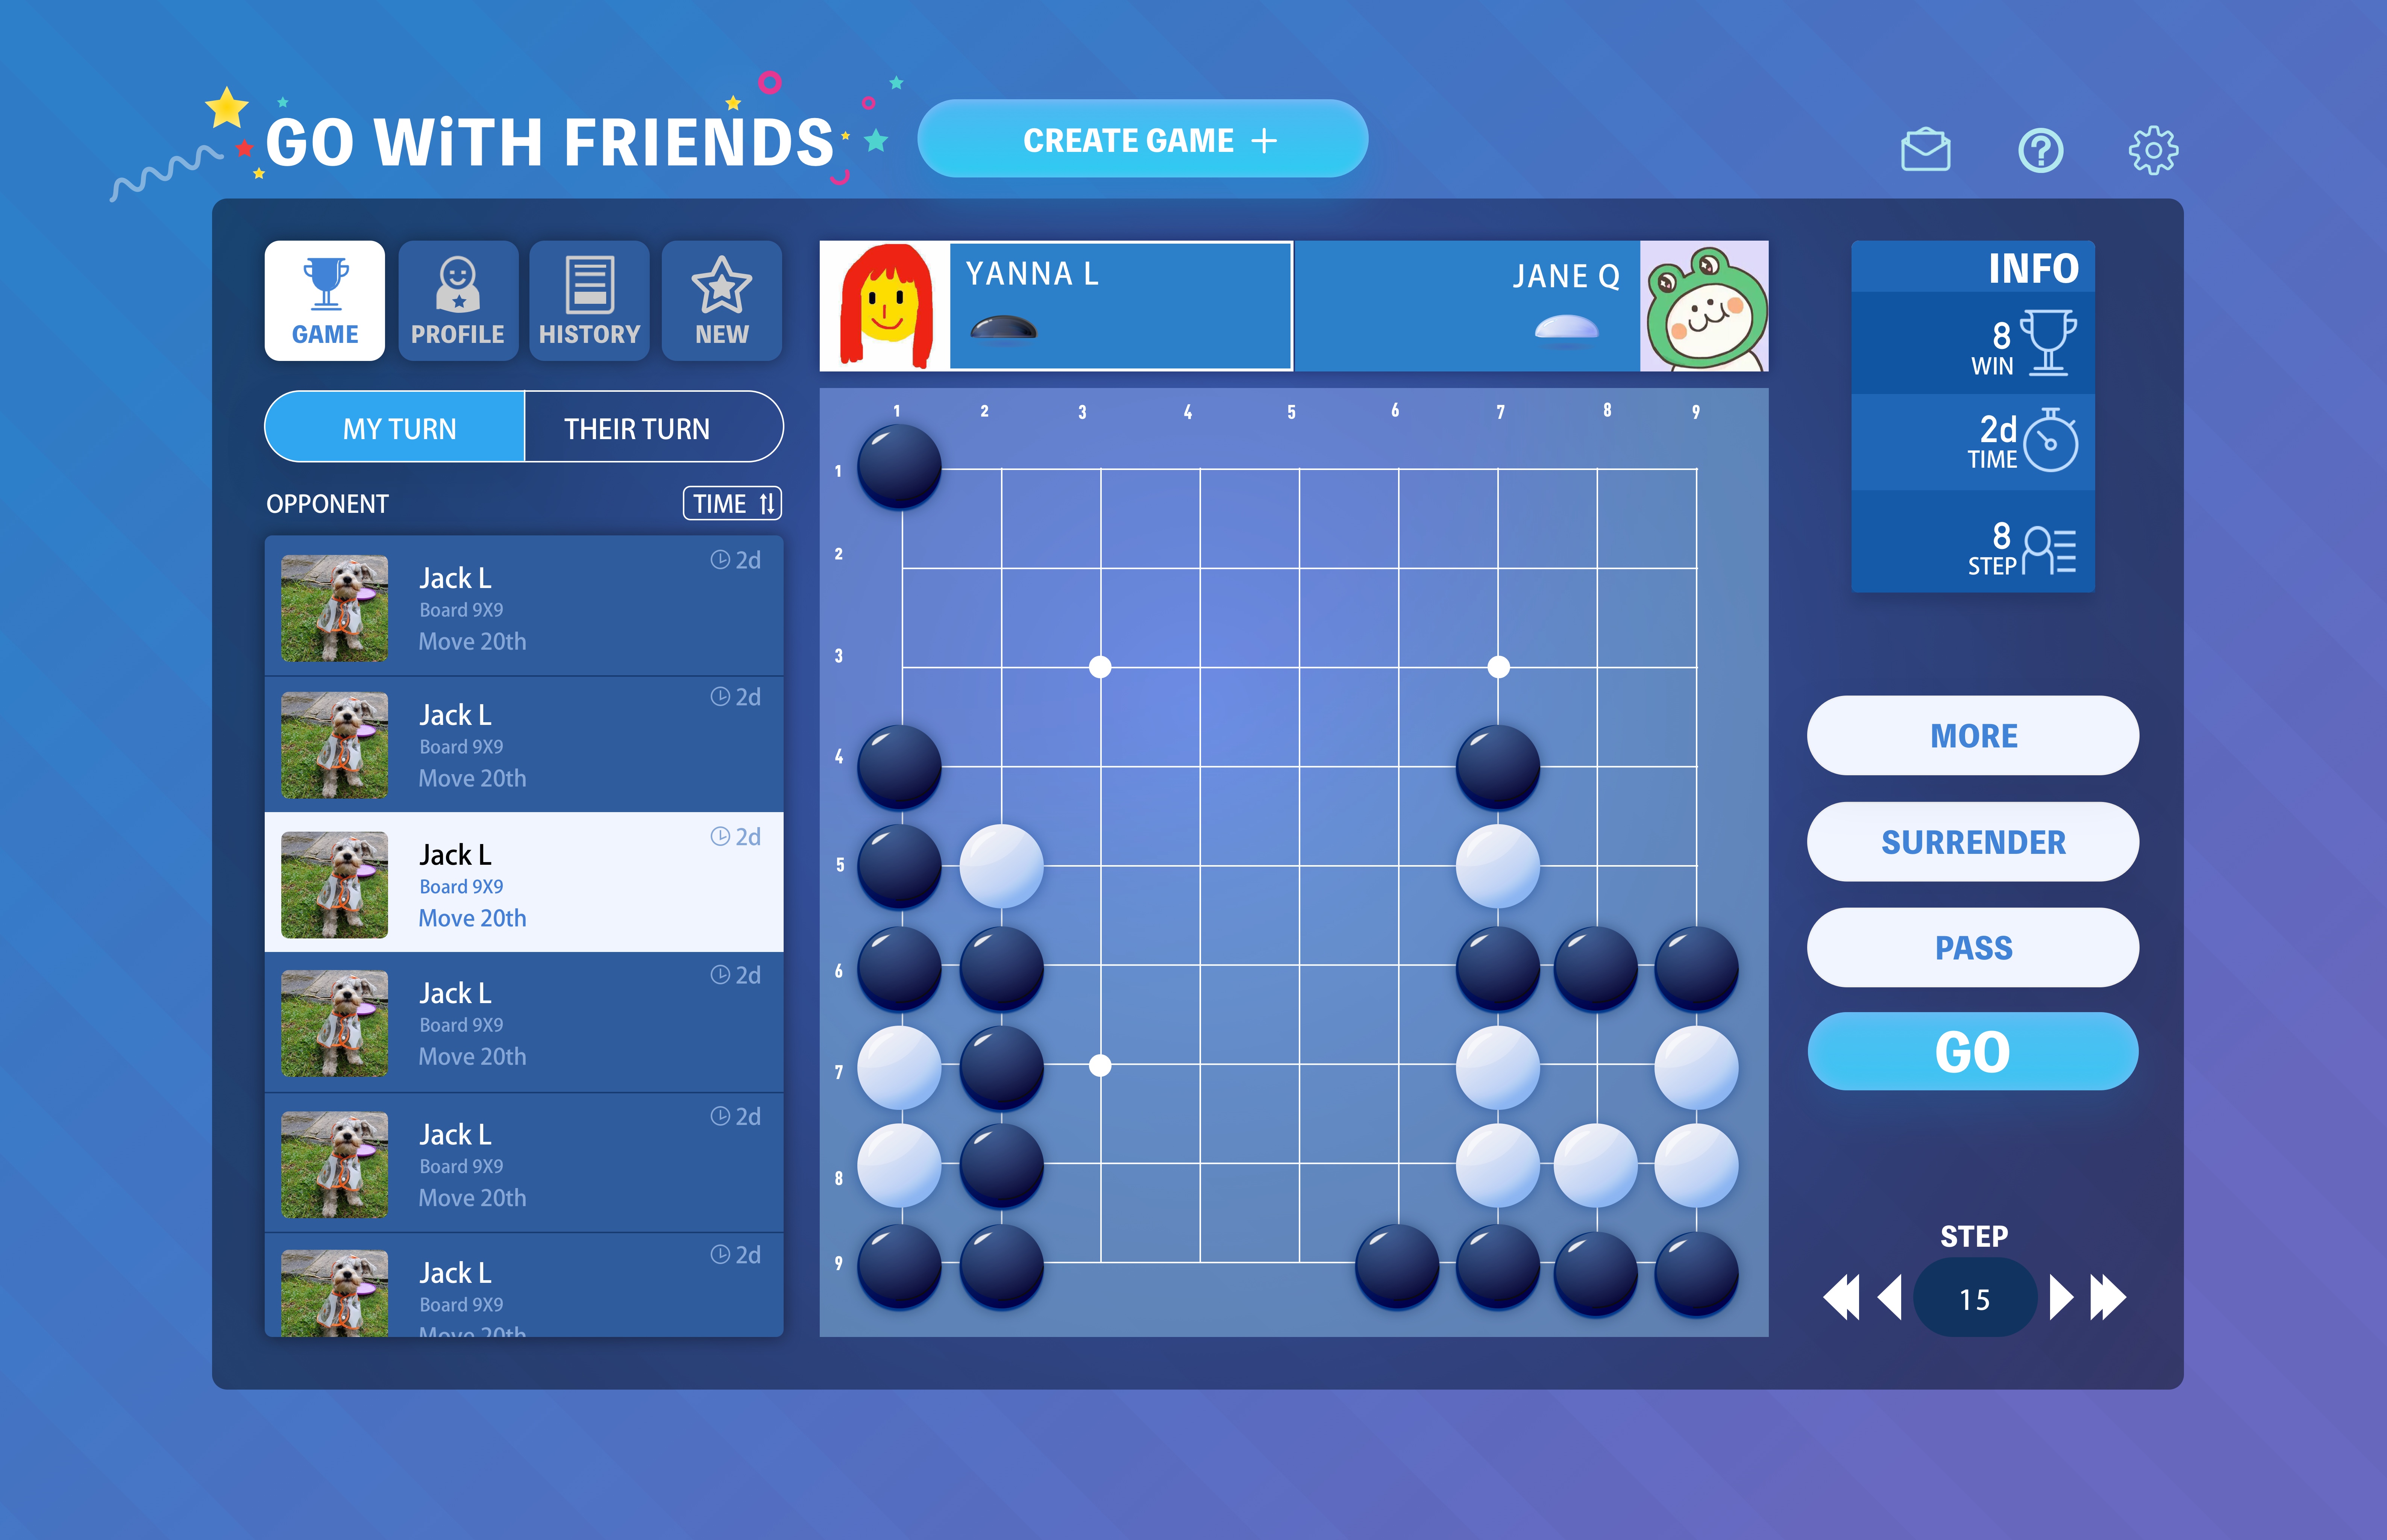 GO WiTH FRIENDS
CREATE GAME +
GAME
PROFILE
HISTORY
NEW
MY TURN
THEIR TURN
OPPONENT
TIME
Jack L
2d
Board 9X9
Move 20th
Jack L
2d
Board 9X9
Move 20th
Jack L
2d
Board 9X9
Move 20th
Jack L
2d
Board 9X9
Move 20th
Jack L
2d
Board 9X9
Move 20th
Jack L
2d
Board 9X9
Move 20th
YANNA L
JANE Q
1 2 3 4 5 6 7 8 9
1
2
3
4
5
6
7
8
9
INFO
8
WIN
2d
TIME
8
STEP
MORE
SURRENDER
PASS
GO
STEP
15